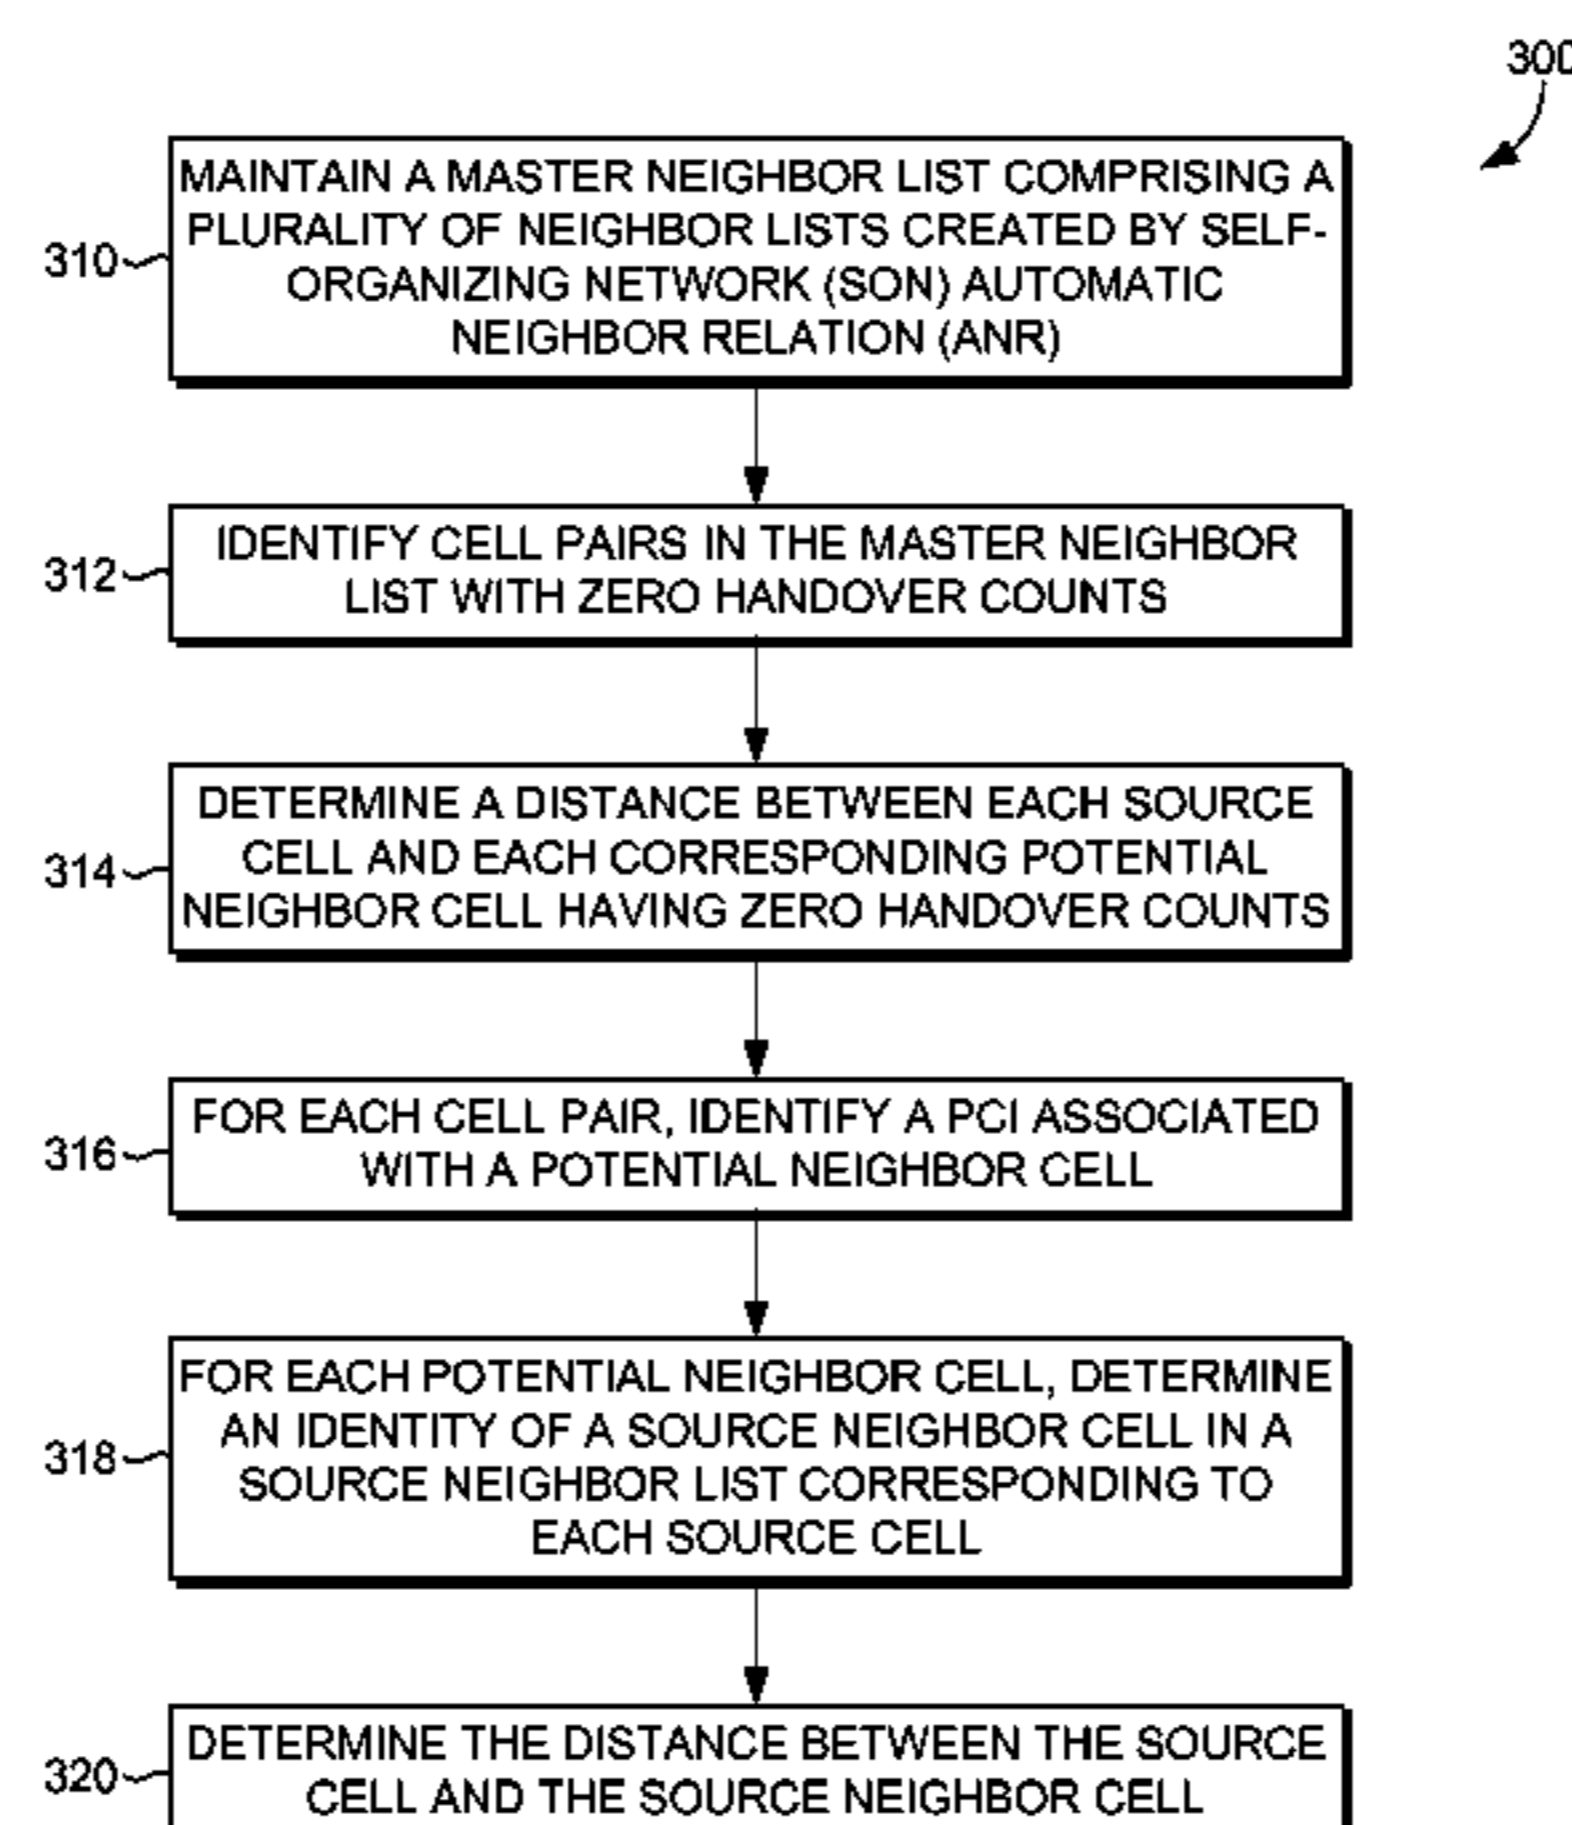 300
MAINTAIN A MASTER NEIGHBOR LIST COMPRISING A
PLURALITY OF NEIGHBOR LISTS CREATED BY SELF-
310
ORGANIZING NETWORK (SON) AUTOMATIC
NEIGHBOR RELATION (ANR)
IDENTIFY CELL PAIRS IN THE MASTER NEIGHBOR
312
LIST WITH ZERO HANDOVER COUNTS
DETERMINE A DISTANCE BETWEEN EACH SOURCE
314
CELL AND EACH CORRESPONDING POTENTIAL
NEIGHBOR CELL HAVING ZERO HANDOVER COUNTS
FOR EACH CELL PAIR, IDENTIFY A PCI ASSOCIATED
316
WITH A POTENTIAL NEIGHBOR CELL
FOR EACH POTENTIAL NEIGHBOR CELL, DETERMINE
AN IDENTITY OF A SOURCE NEIGHBOR CELL IN A
318
SOURCE NEIGHBOR LIST CORRESPONDING TO
EACH SOURCE CELL
DETERMINE THE DISTANCE BETWEEN THE SOURCE
320
CELL AND THE SOURCE NEIGHBOR CELL